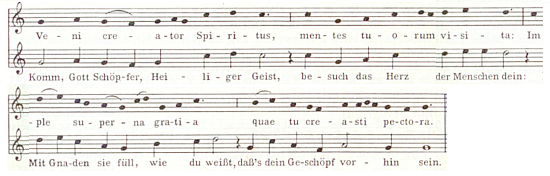 Ve - ni cre - a - tor Spi - ri - tus, men - tes tu - o - rum vi - si - ta: Im
Komm, Gott Schöp-fer, Hei - li - ger Geist, be - such das Herz der Menschen dein:
- ple su - per - na gra-ti-a quae tu cre - a-sti pe-cto-ra.
Mit Gna-den sie füll, wie du weißt, daß's dein Ge-schöpf vor - hin sein.